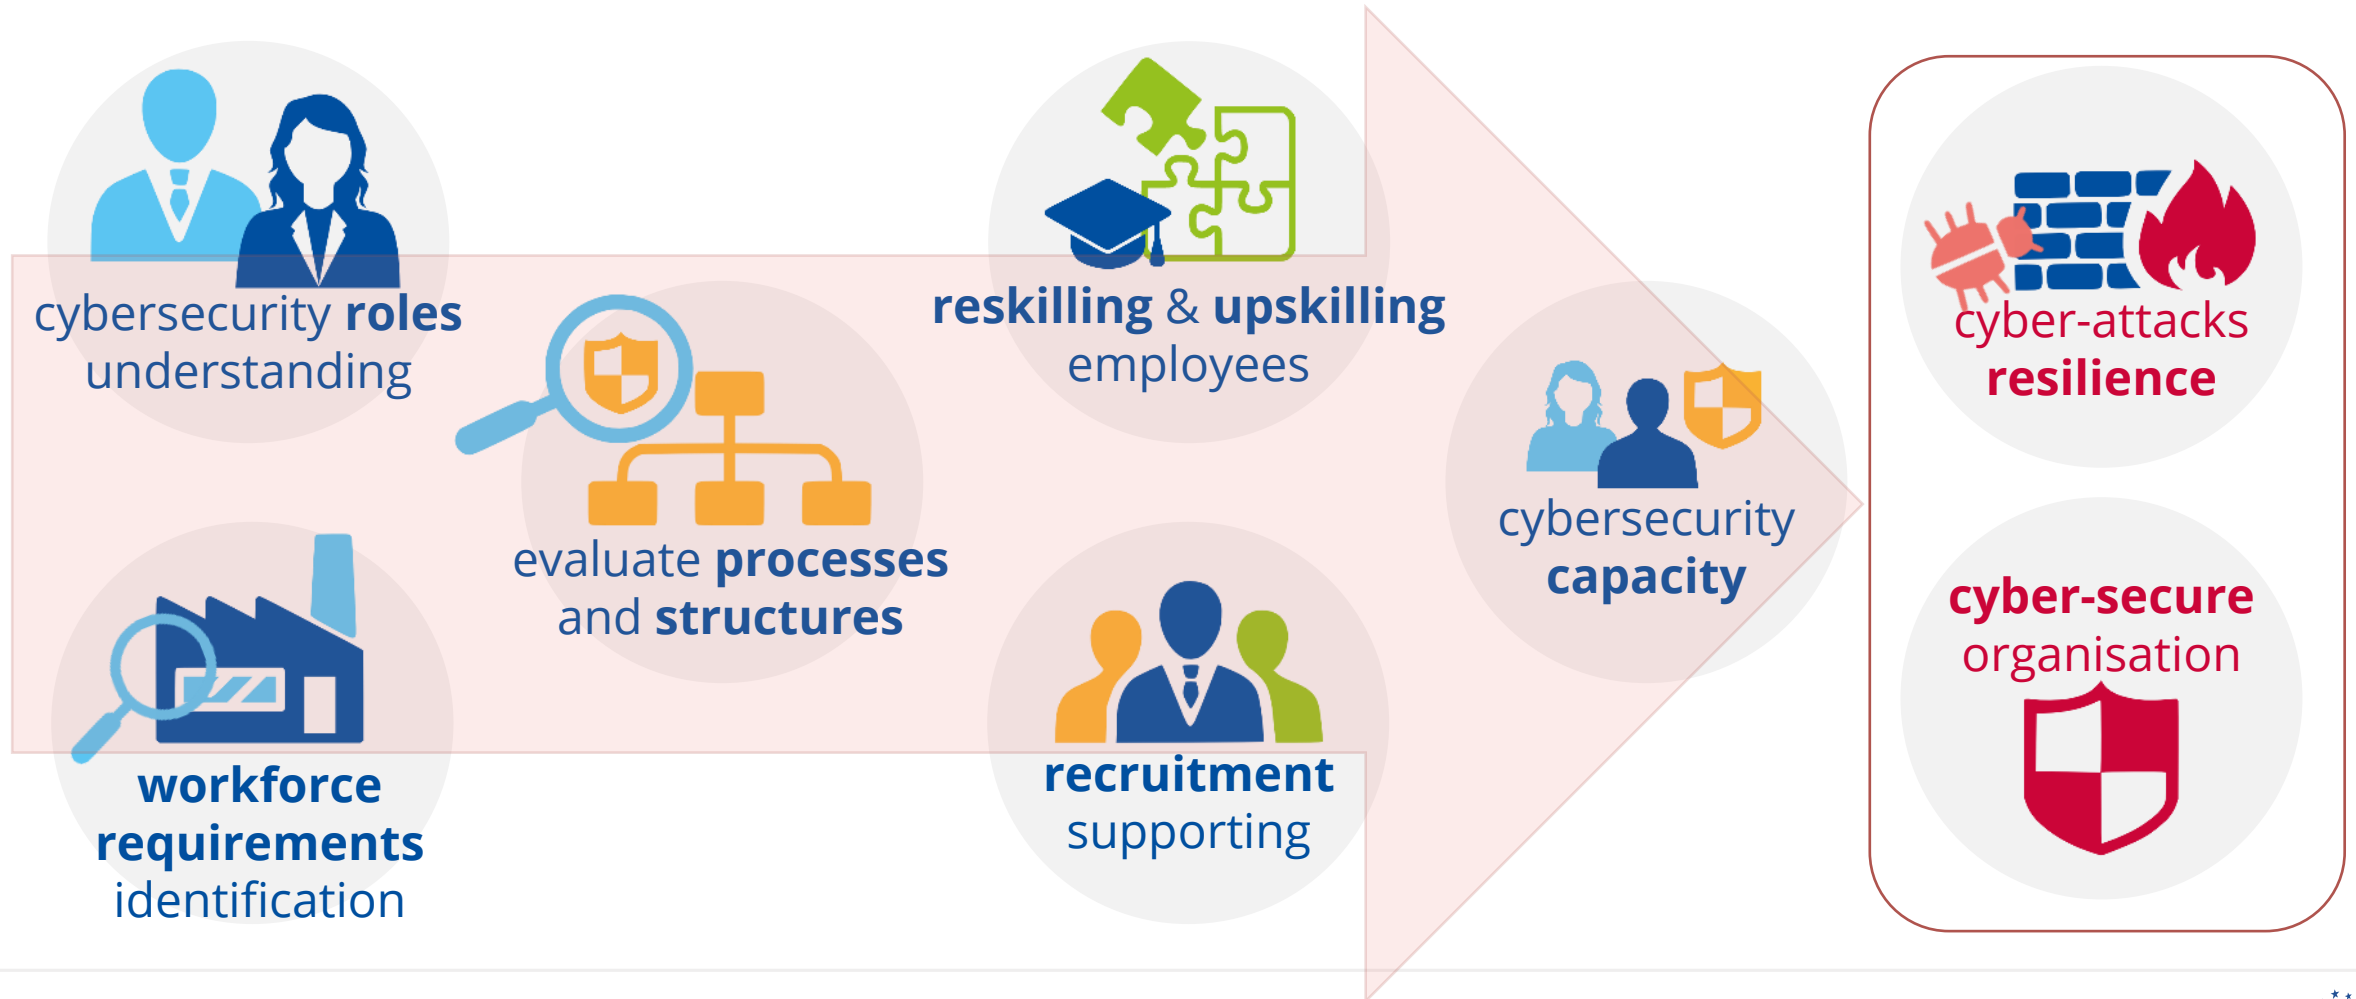 cybersecurity roles
understanding
workforce
requirements
identification
evaluate processes
and structures
reskilling & upskilling
employees
recruitment
supporting
cybersecurity
capacity
cyber-attacks
resilience
cyber-secure
organisation